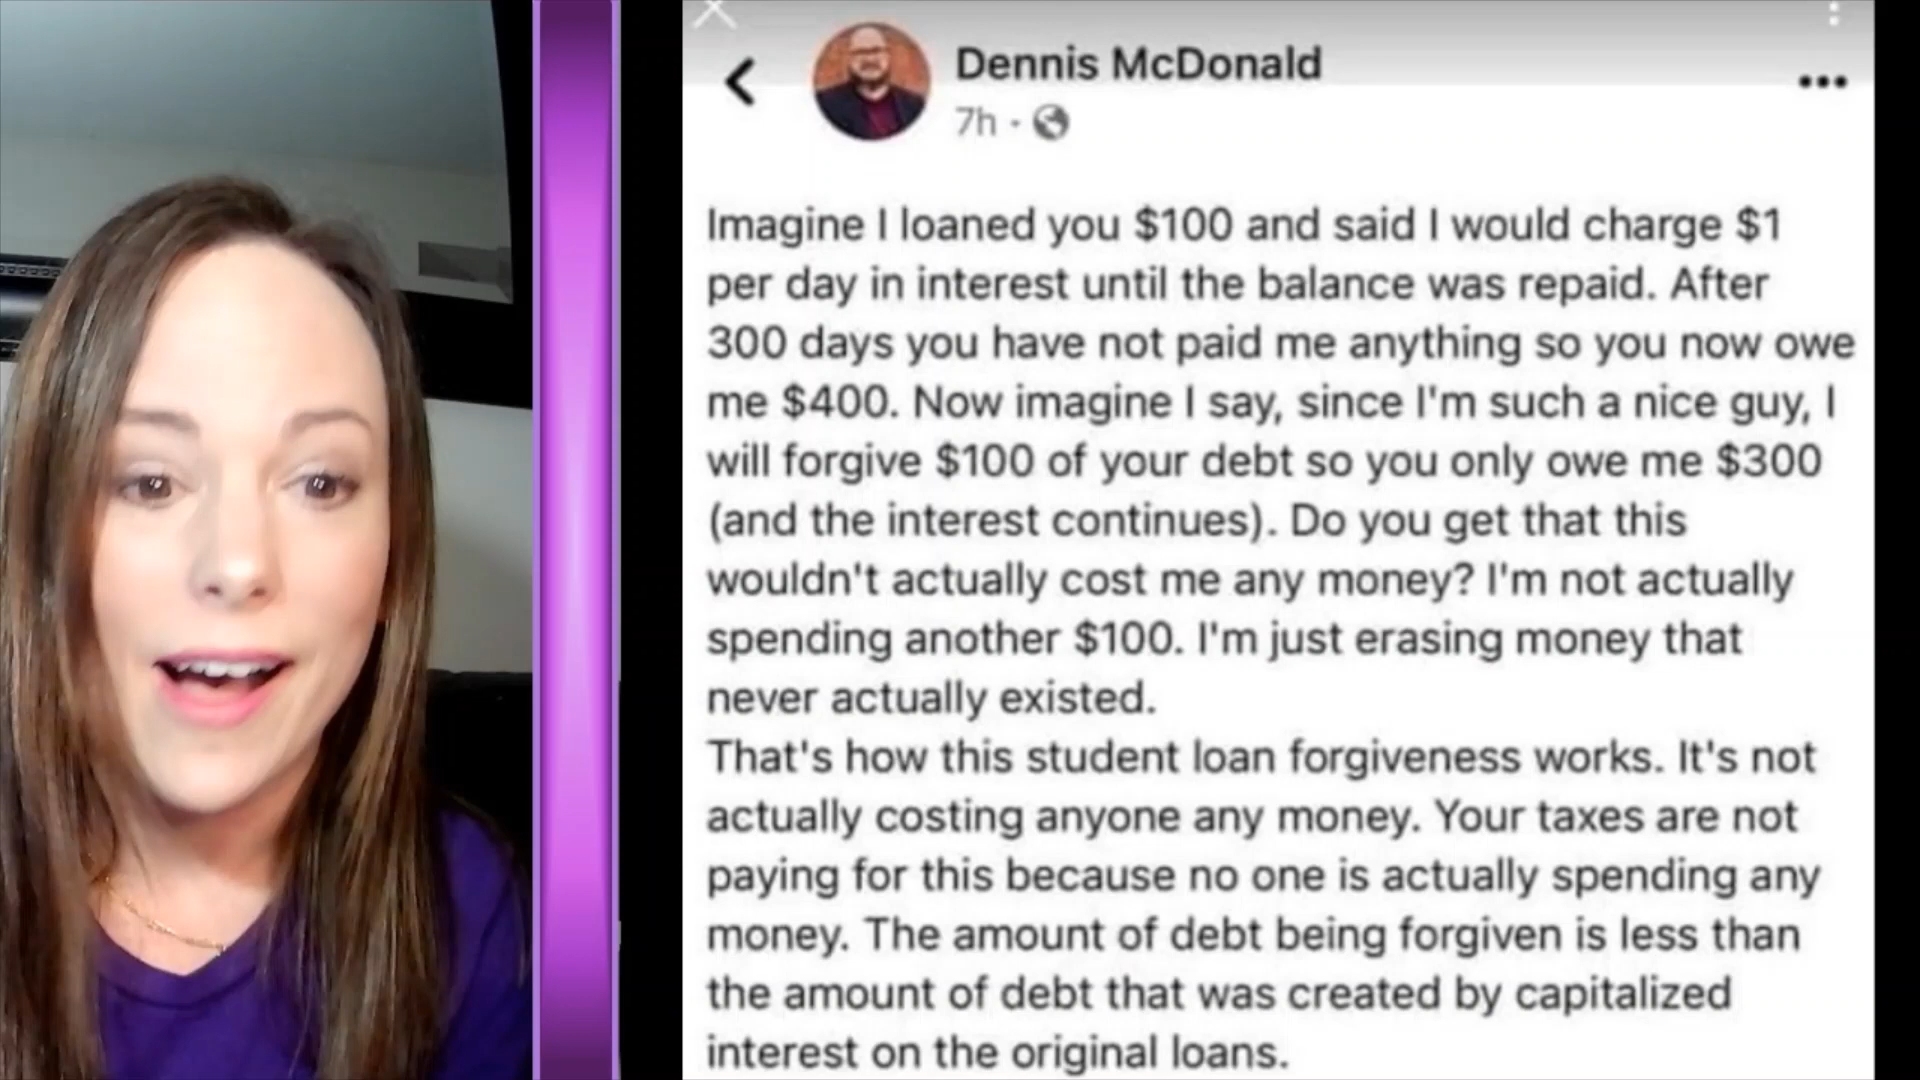 Dennis McDonald
7h ·
Imagine I loaned you $100 and said I would charge $1
per day in interest until the balance was repaid. After
300 days you have not paid me anything so you now owe
me $400. Now imagine I say, since I'm such a nice guy, I
will forgive $100 of your debt so you only owe me $300
(and the interest continues). Do you get that this
wouldn't actually cost me any money? I'm not actually
spending another $100. I'm just erasing money that
never actually existed.
That's how this student loan forgiveness works. It's not
actually costing anyone any money. Your taxes are not
paying for this because no one is actually spending any
money. The amount of debt being forgiven is less than
the amount of debt that was created by capitalized
interest on the original loans.